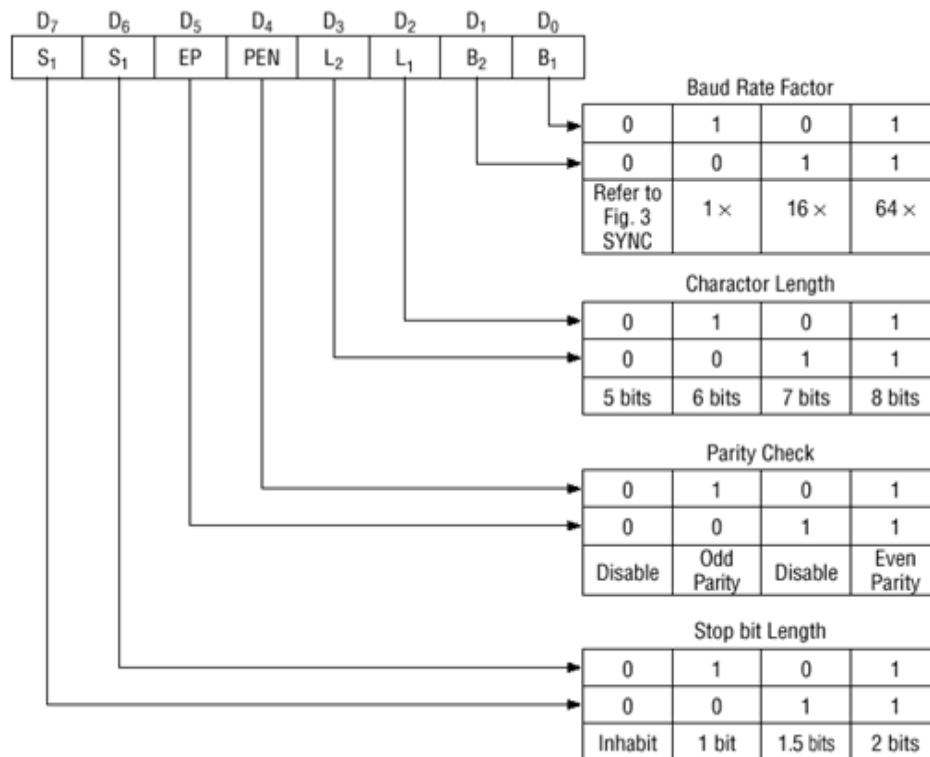 D₇ D₆ D₅ D₄ D₃ D₂ D₁ D₀
S₁ S₁ EP PEN L₂ L₁ B₂ B₁
Baud Rate Factor
0 1 0 1
0 0 1 1
Refer to Fig. 3 SYNC 1 × 16 × 64 ×
Charactor Length
0 1 0 1
0 0 1 1
5 bits 6 bits 7 bits 8 bits
Parity Check
0 1 0 1
0 0 1 1
Disable Odd Parity Disable Even Parity
Stop bit Length
0 1 0 1
0 0 1 1
Inhabit 1 bit 1.5 bits 2 bits